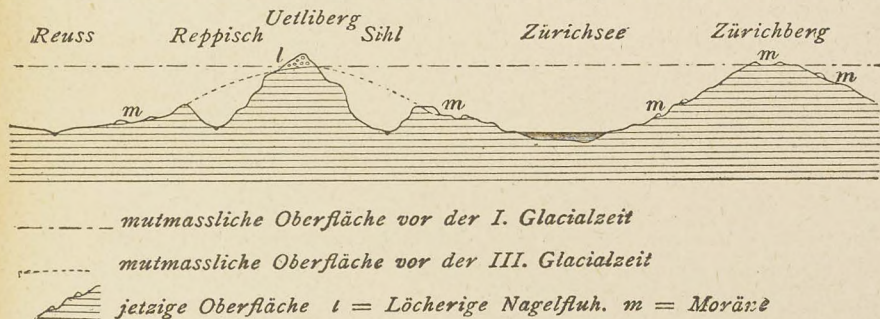 Uetliberg
Reuss Reppisch Sihl Zürichsee Zürichberg
l m
m m m m
mutmassliche Oberfläche vor der I. Glacialzeit
mutmassliche Oberfläche vor der III. Glacialzeit
jetzige Oberfläche l = Löcherige Nagelfluh. m = Moräne